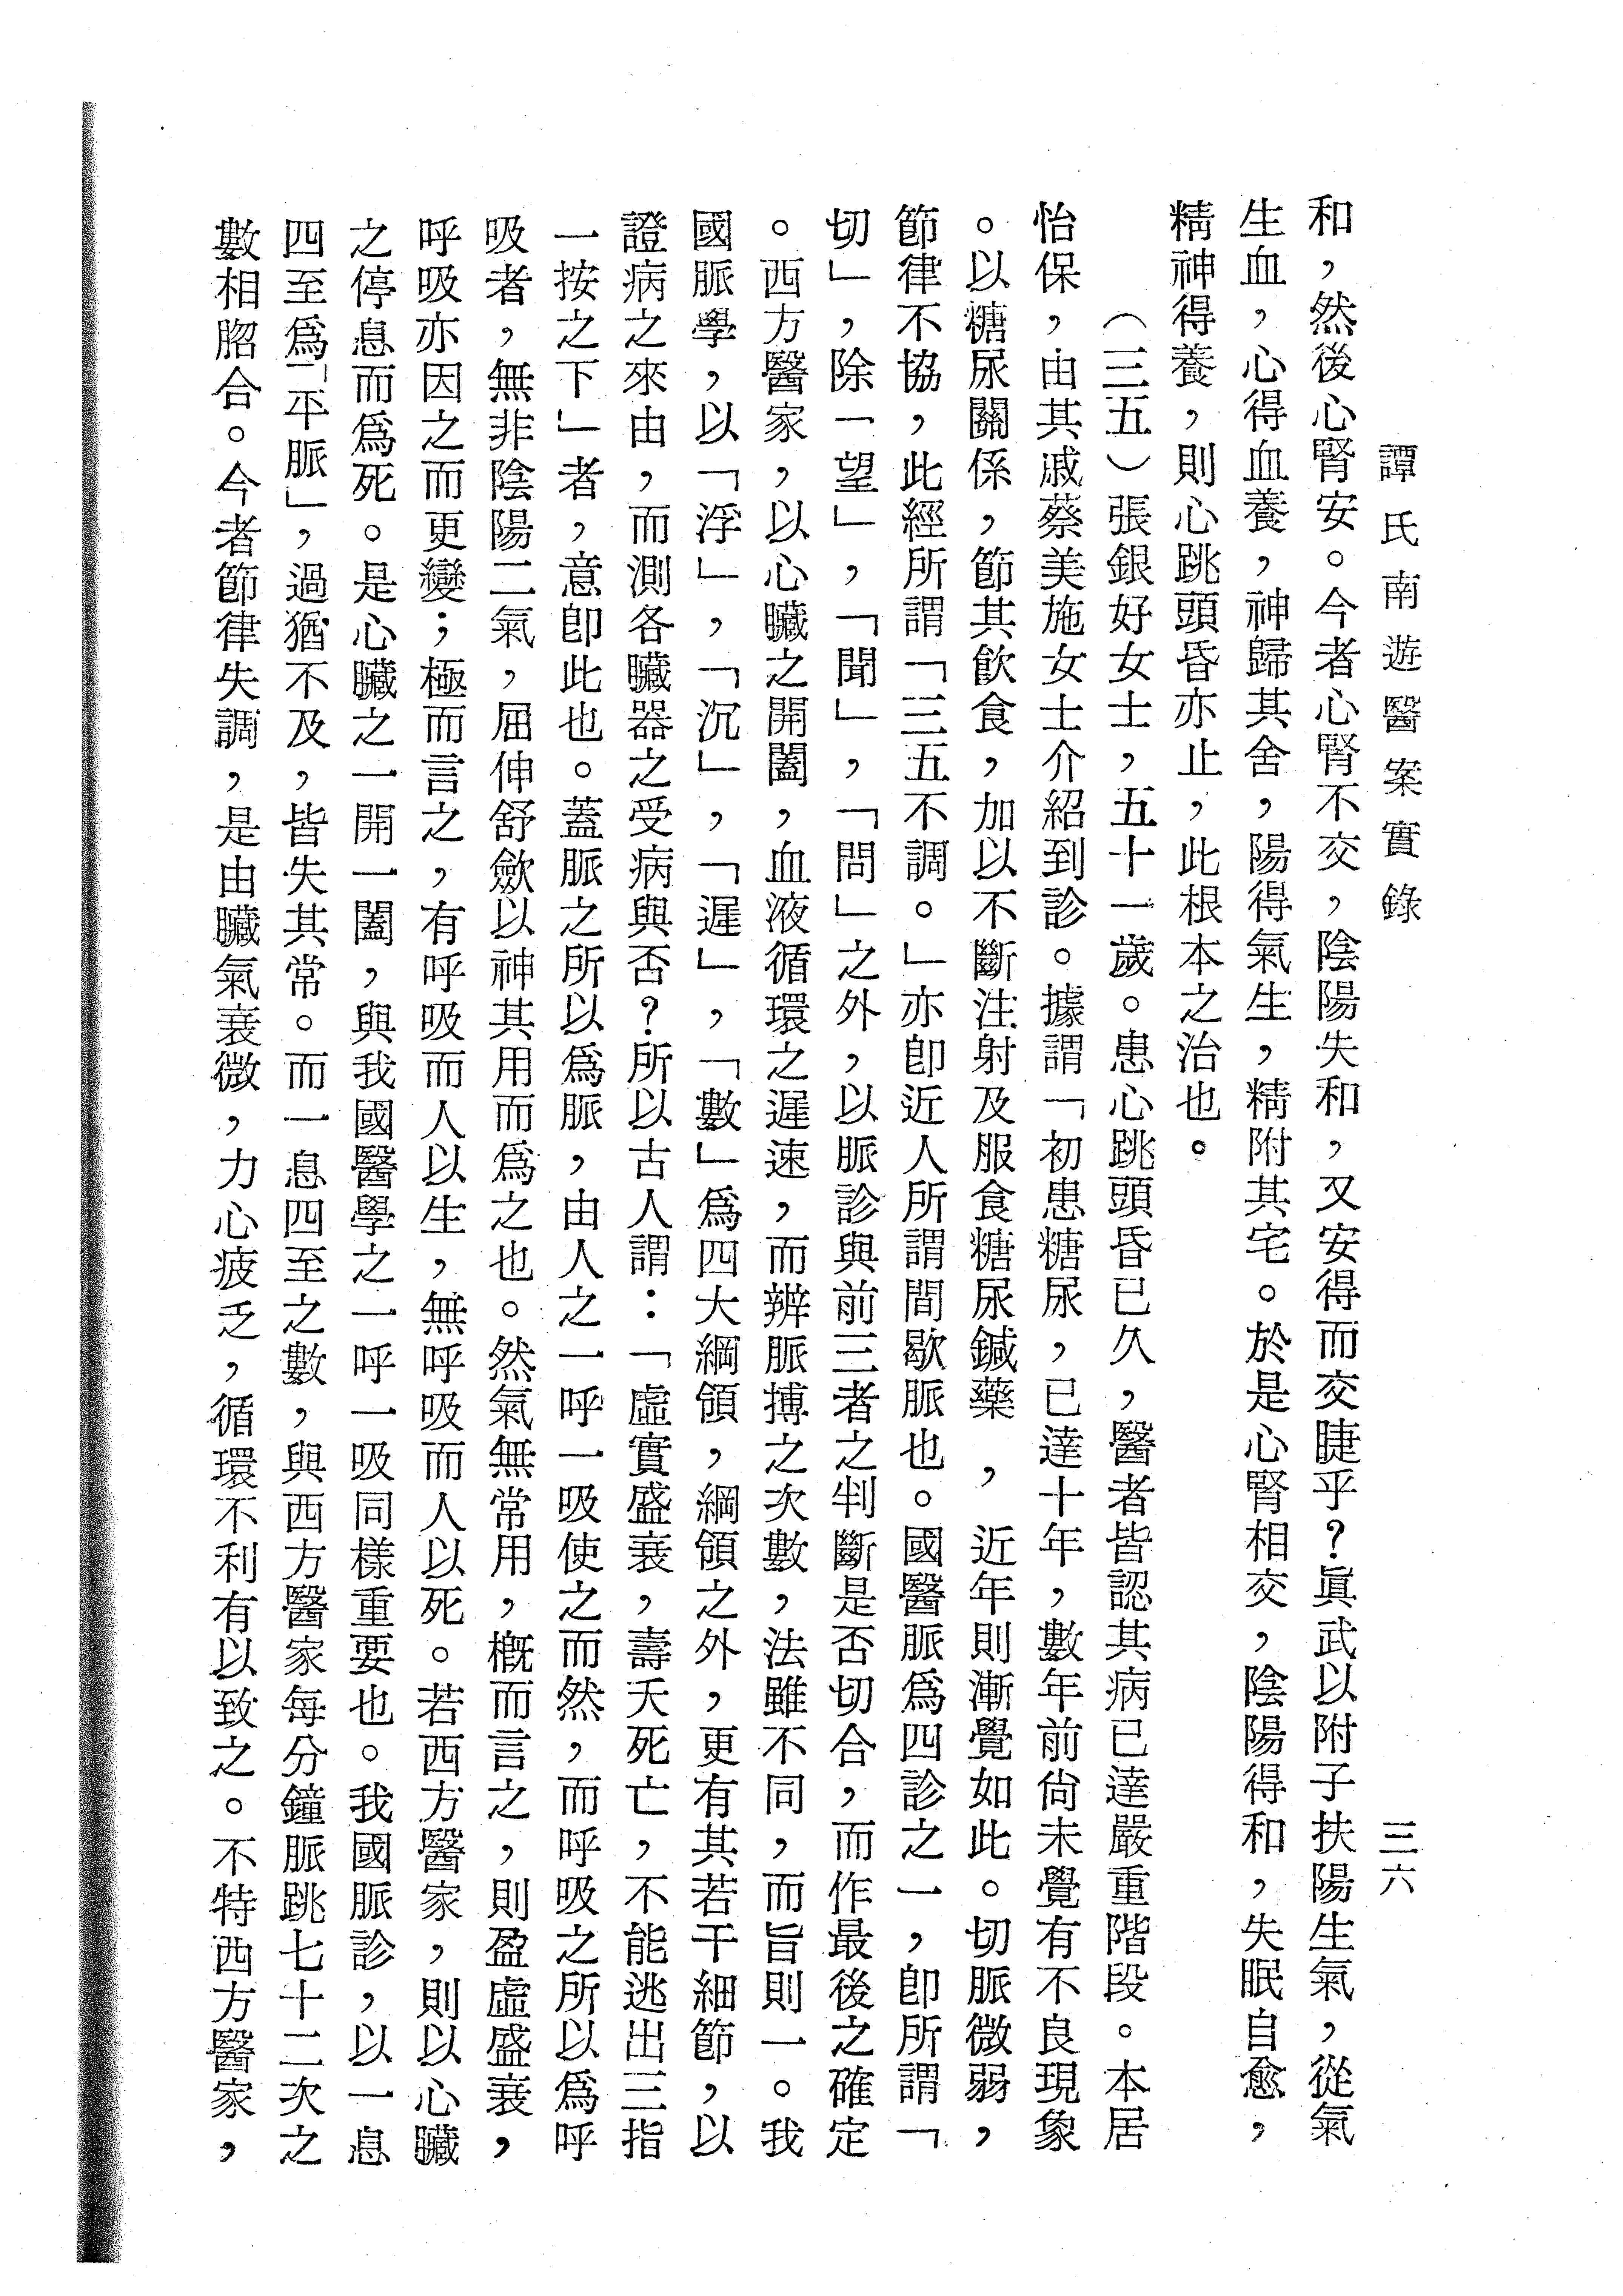 譚氏南遊醫案實錄　三六
和，然後心腎安。今者心腎不交，陰陽失和，又安得而交睫乎？眞武以附子扶陽生氣，從氣
生血，心得血養，神歸其舍，陽得氣生，精附其宅。於是心腎相交，陰陽得和，失眠自愈，
精神得養，則心跳頭昏亦止，此根本之治也。
（三五）張銀好女士，五十一歲。患心跳頭昏已久，醫者皆認其病已達嚴重階段。本居
怡保，由其戚蔡美施女士介紹到診。據謂「初患糖尿，已達十年，數年前尙未覺有不良現象
。以糖尿關係，節其飮食，加以不斷注射及服食糖尿鍼藥，近年則漸覺如此。切脈微弱，
節律不協，此經所謂「三五不調。」亦卽近人所謂間歇脈也。國醫脈爲四診之一，卽所謂「
切」，除「望」，「聞」，「問」之外，以脈診與前三者之判斷是否切合，而作最後之確定
。西方醫家，以心臟之開闔，血液循環之遲速，而辨脈搏之次數，法雖不同，而旨則一。我
國脈學，以「浮」，「沉」，「遲」，「數」爲四大綱領，綱領之外，更有其若干細節，以
證病之來由，而測各臟器之受病與否？所以古人謂：「虛實盛衰，壽夭死亡，不能逃出三指
一按之下」者，意卽此也。蓋脈之所以爲脈，由人之一呼一吸使之而然，而呼吸之所以爲呼
吸者，無非陰陽二氣，屈伸舒歛以神其用而爲之也。然氣無常用，槪而言之，則盈虛盛衰，
呼吸亦因之而更變；極而言之，有呼吸而人以生，無呼吸而人以死。若西方醫家，則以心臟
之停息而爲死。是心臟之一開一闔，與我國醫學之一呼一吸同樣重要也。我國脈診，以一息
四至爲「平脈」，過猶不及，皆失其常。而一息四至之數，與西方醫家每分鐘脈跳七十二次之
數相脗合。今者節律失調，是由臟氣衰微，力心疲乏，循環不利有以致之。不特西方醫家，